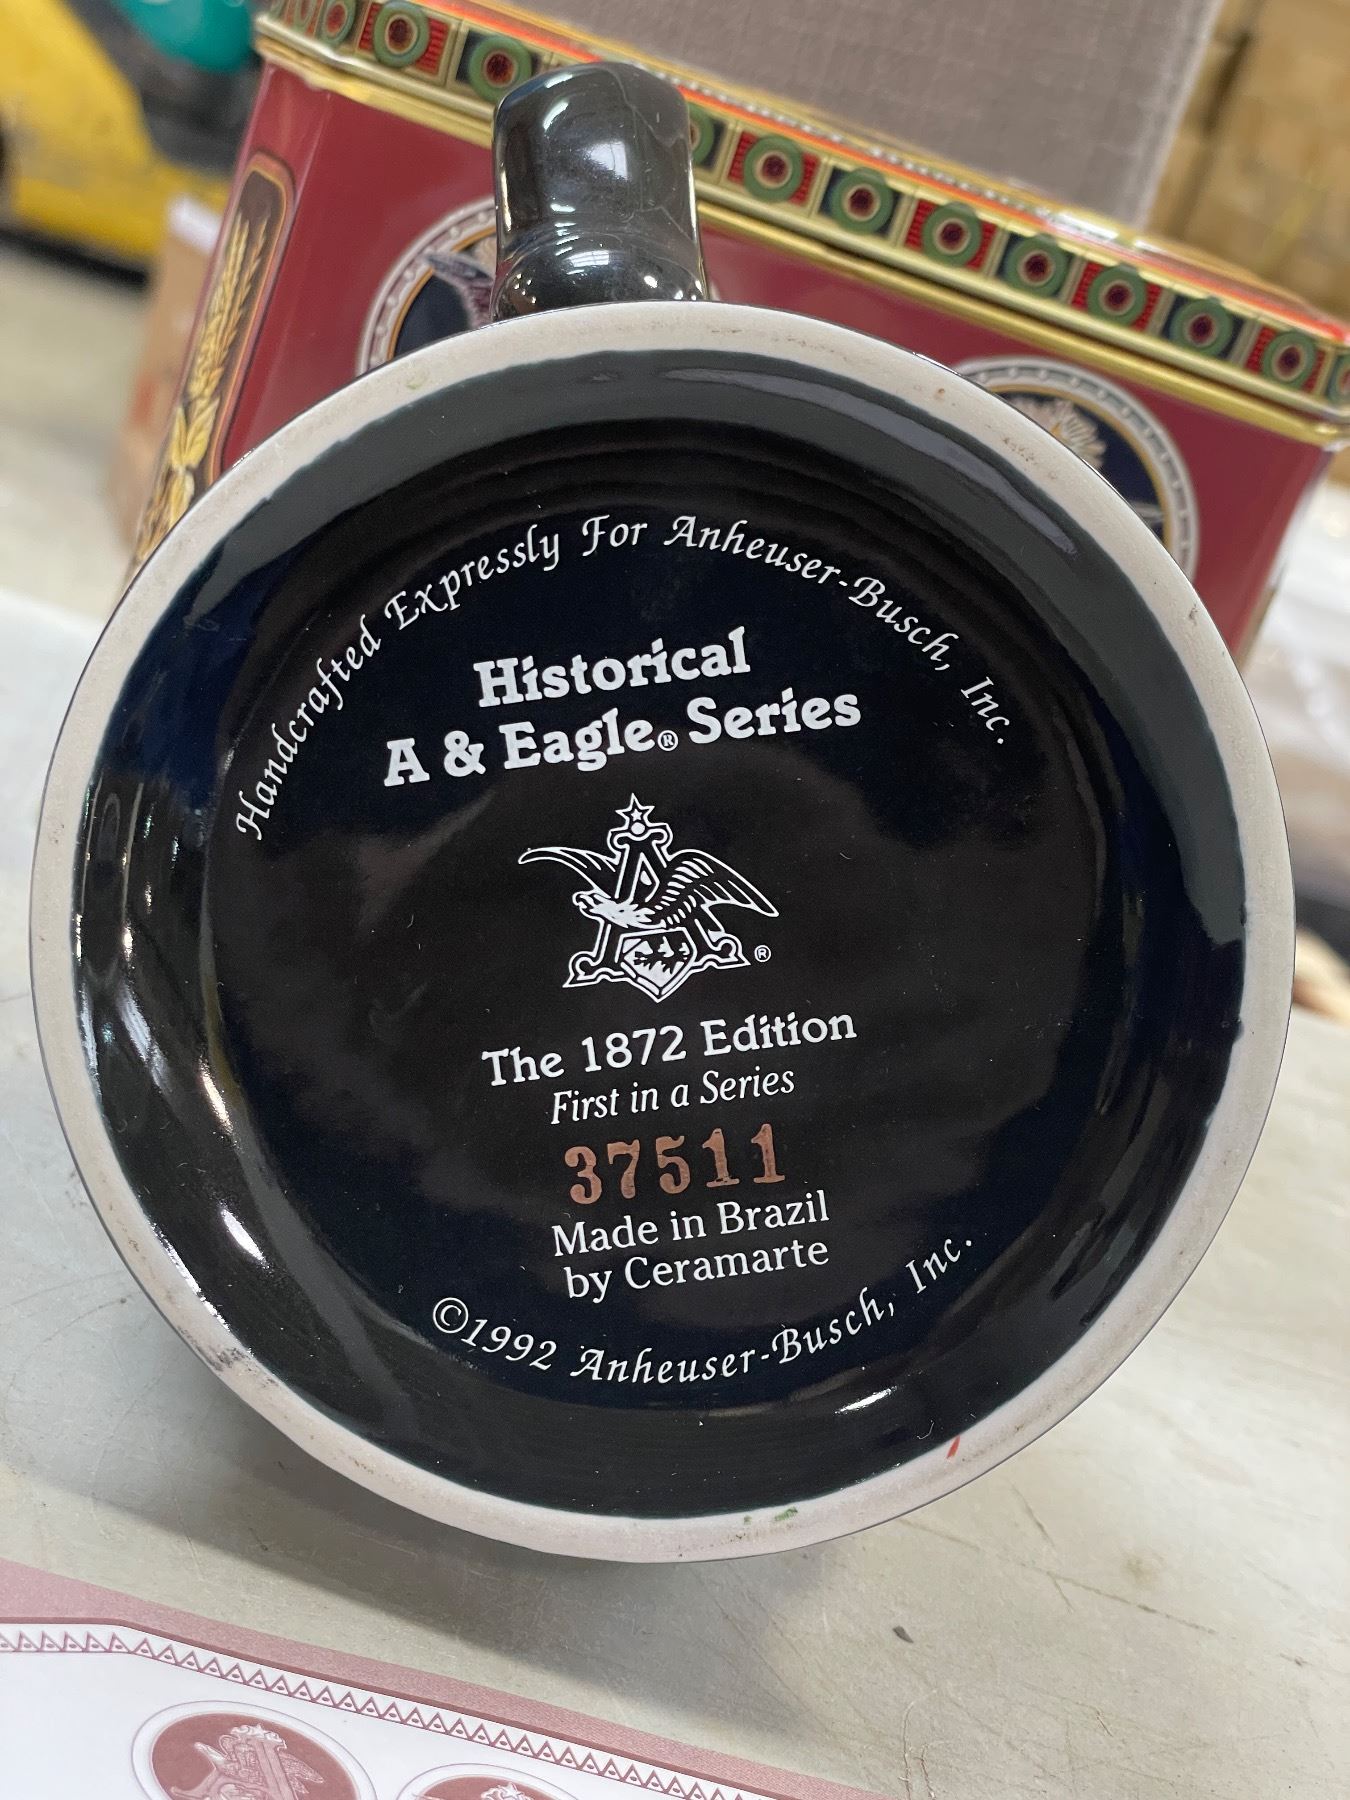 Handcrafted Expressly For Anheuser-Busch, Inc.
Historical
A & Eagle® Series
®
The 1872 Edition
First in a Series
37511
Made in Brazil
by Ceramarte
©1992 Anheuser-Busch, Inc.